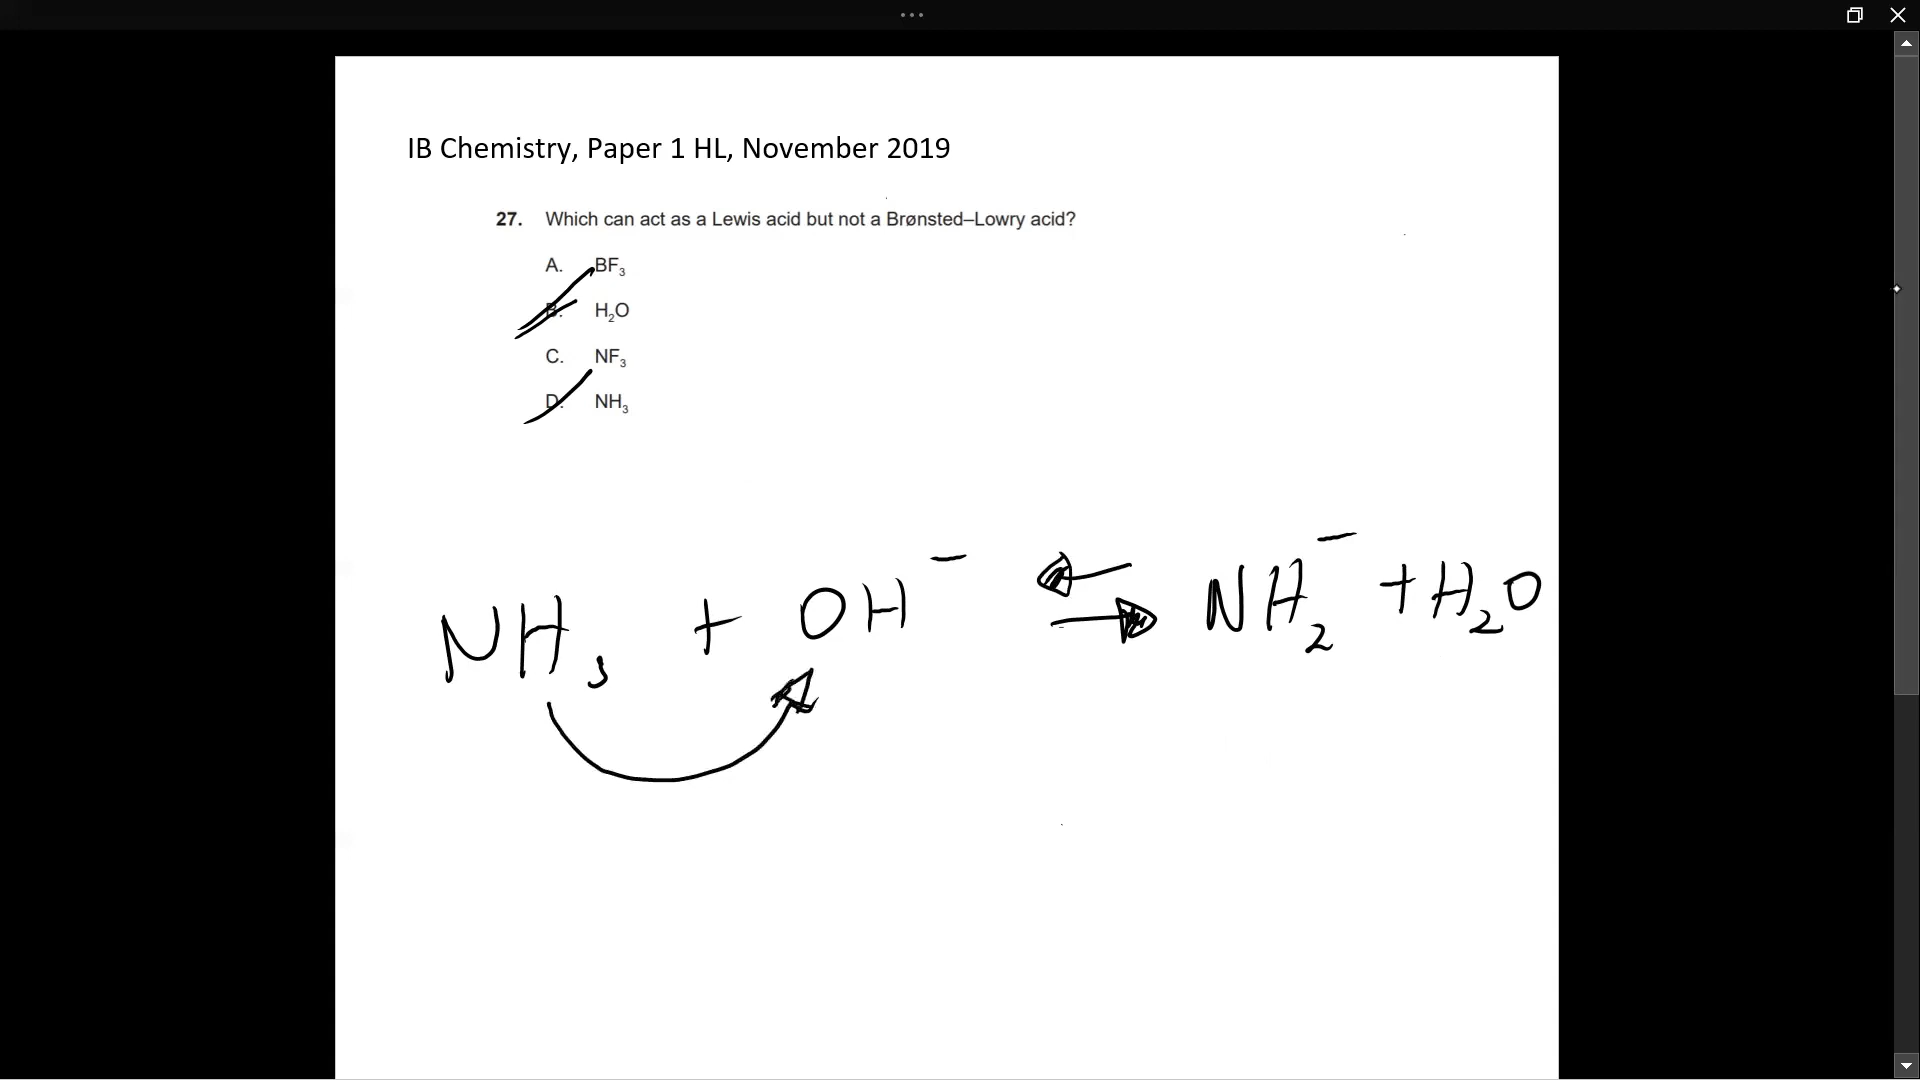 IB Chemistry, Paper 1 HL, November 2019
27. Which can act as a Lewis acid but not a Brønsted–Lowry acid?
A. BF₃
B. H₂O
C. NF₃
D. NH₃
NH₃ + OH⁻ ⇌ NH₂⁻ + H₂O